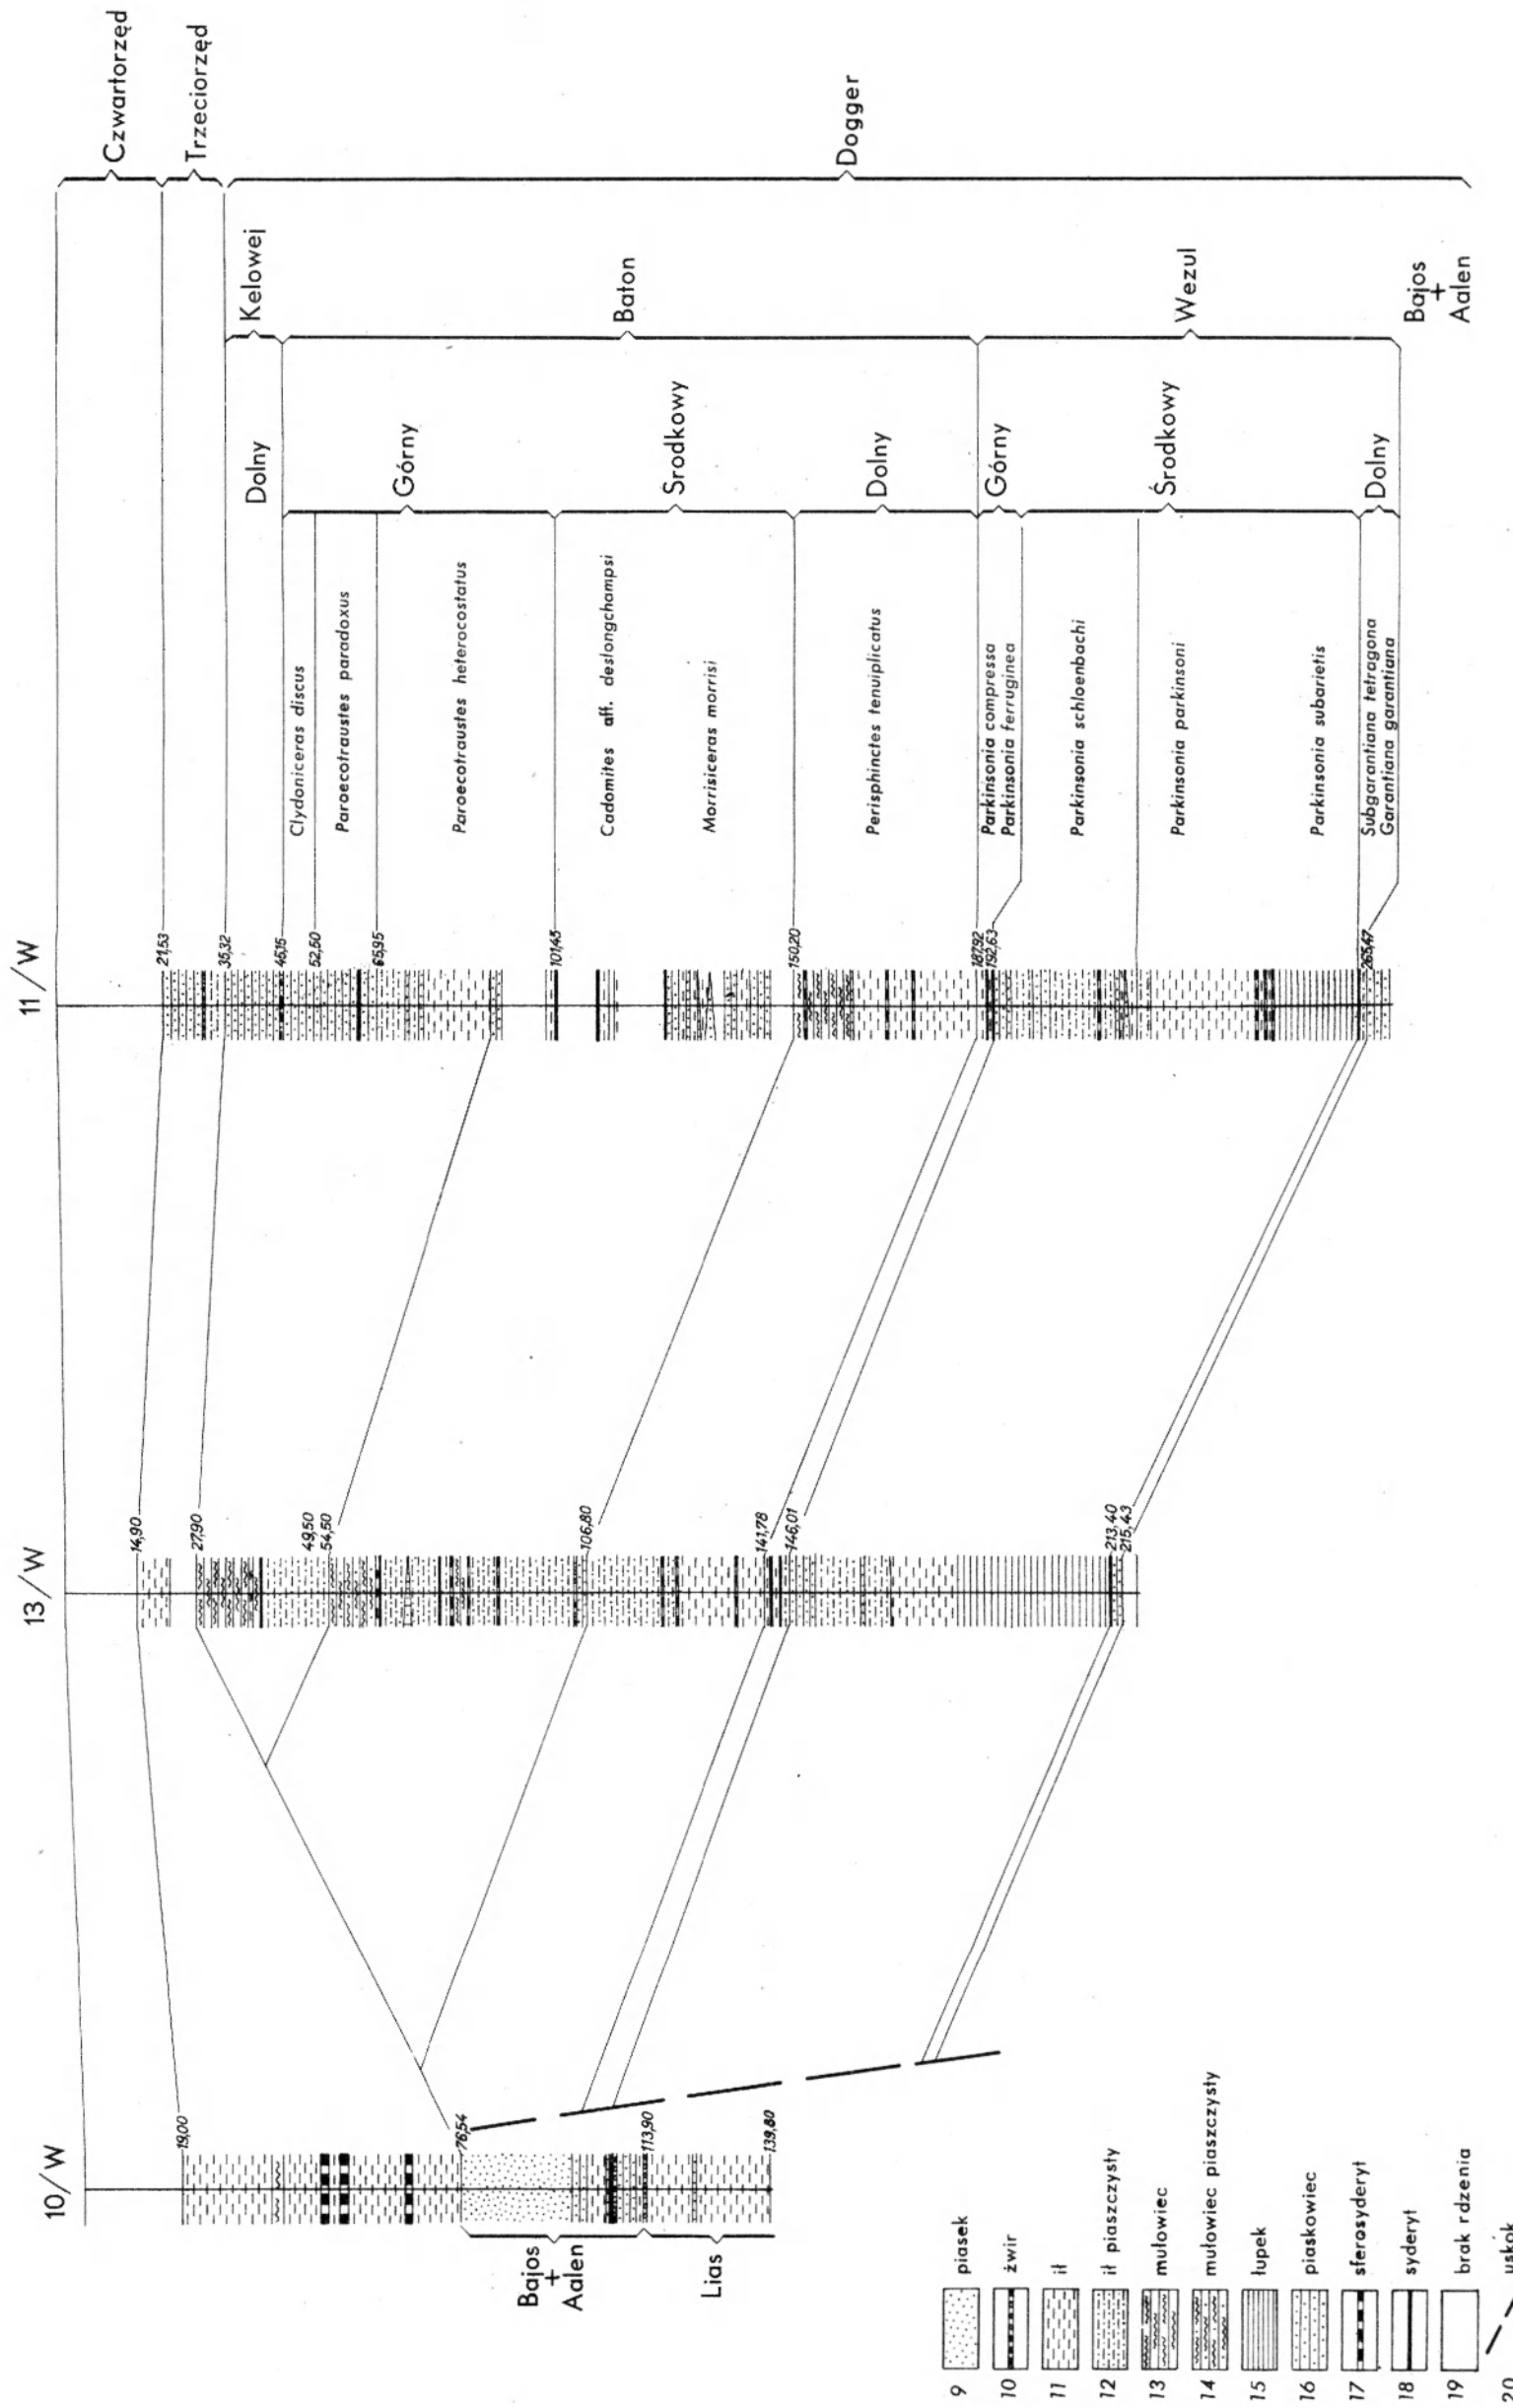 10/W
13/W
11/W
19,00
76,54
113,90
139,80
Bajos
+
Aalen
Lias
14,90
27,90
49,50
54,50
106,80
141,78
146,01
213,40
215,43
21,53
35,32
46,15
52,50
65,95
101,45
150,20
187,92
192,63
265,47
Clydoniceras discus
Paroecotraustes paradoxus
Paroecotraustes heterocostatus
Cadomites aff. deslongchampsi
Morrisiceras morrisi
Perisphinctes tenuiplicatus
Parkinsonia compressa
Parkinsonia ferruginea
Parkinsonia schloenbachi
Parkinsonia parkinsoni
Parkinsonia subarietis
Subgarantiana tetragona
Garantiana garantiana
Dolny
Górny
Środkowy
Dolny
Górny
Środkowy
Dolny
Kelowej
Baton
Wezul
Bajos
+
Aalen
Czwartorzęd
Trzeciorzęd
Dogger
9 piasek
10 żwir
11 ił
12 ił piaszczysty
13 mułowiec
14 mułowiec piaszczysty
15 łupek
16 piaskowiec
17 sferosyderyt
18 syderyt
19 brak rdzenia
20 uskok